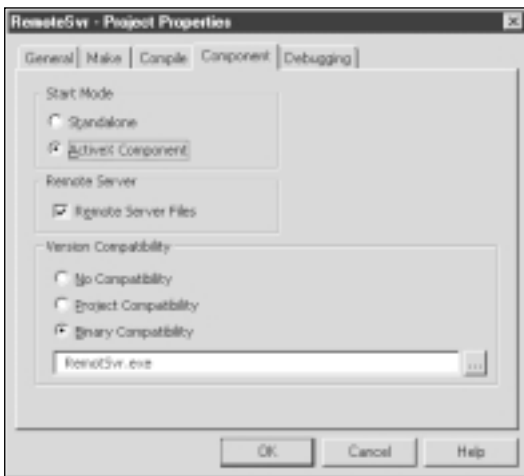 RemoteSvr - Project Properties
General Make Compile Component Debugging
Start Mode
Standalone
ActiveX Component
Remote Server
Remote Server Files
Version Compatibility
No Compatibility
Project Compatibility
Binary Compatibility
RemotSvr.exe
...
OK Cancel Help